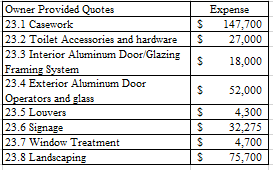 Owner Provided Quotes Expense
23.1 Casework $ 147,700
23.2 Toilet Accessories and hardware $ 27,000
23.3 Interior Aluminum Door/Glazing
Framing System $ 18,000
23.4 Exterior Aluminum Door
Operators and glass $ 52,000
23.5 Louvers $ 4,300
23.6 Signage $ 32,275
23.7 Window Treatment $ 4,700
23.8 Landscaping $ 75,700